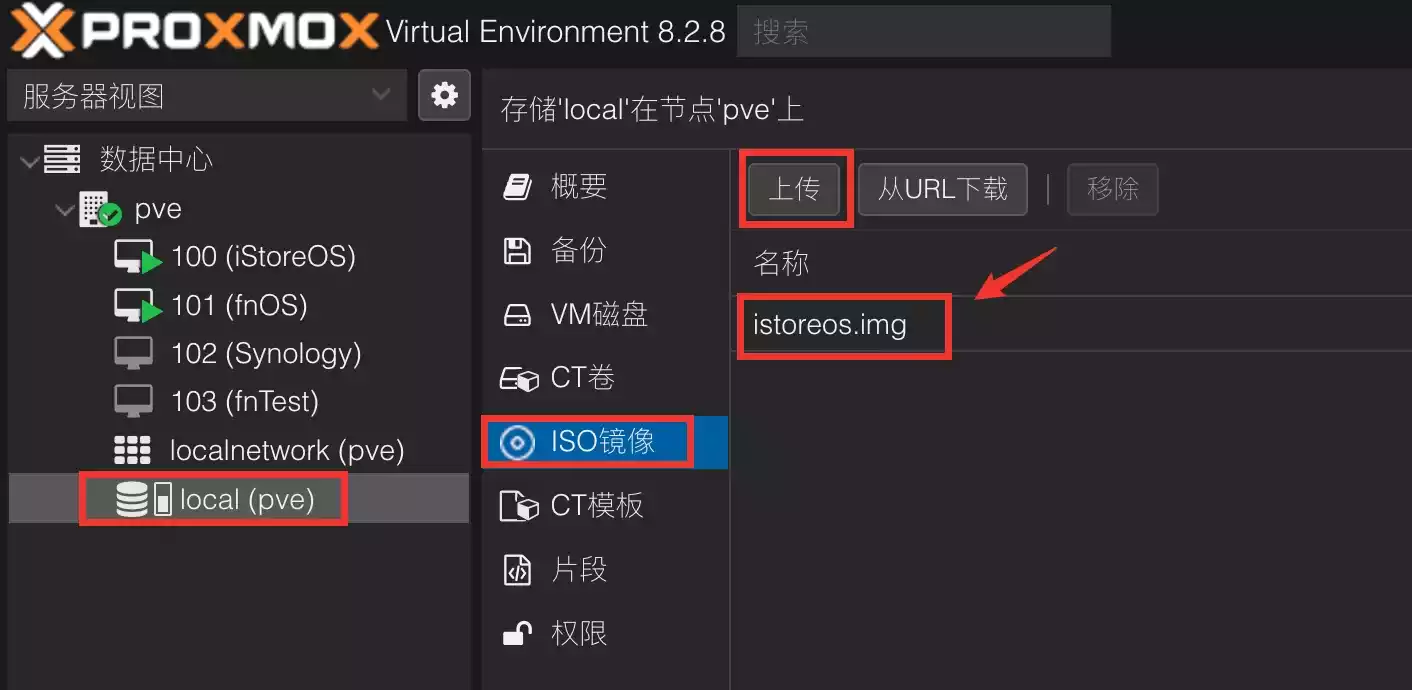 PROXMOX Virtual Environment 8.2.8 搜索
服务器视图
存储'local'在节点'pve'上
数据中心
pve
100 (iStoreOS)
101 (fnOS)
102 (Synology)
103 (fnTest)
localnetwork (pve)
local (pve)
概要
备份
VM磁盘
CT卷
ISO镜像
CT模板
片段
权限
上传 从URL下载 移除
名称
istoreos.img